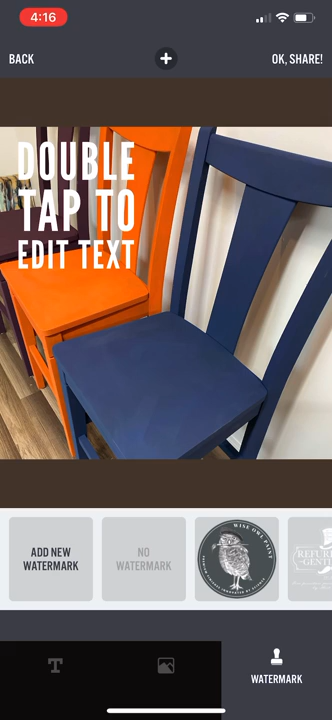 4:16
BACK
OK, SHARE!
DOUBLE
TAP TO
EDIT TEXT
ADD NEW
WATERMARK
NO
WATERMARK
WISE OWL PAINT
T
WATERMARK